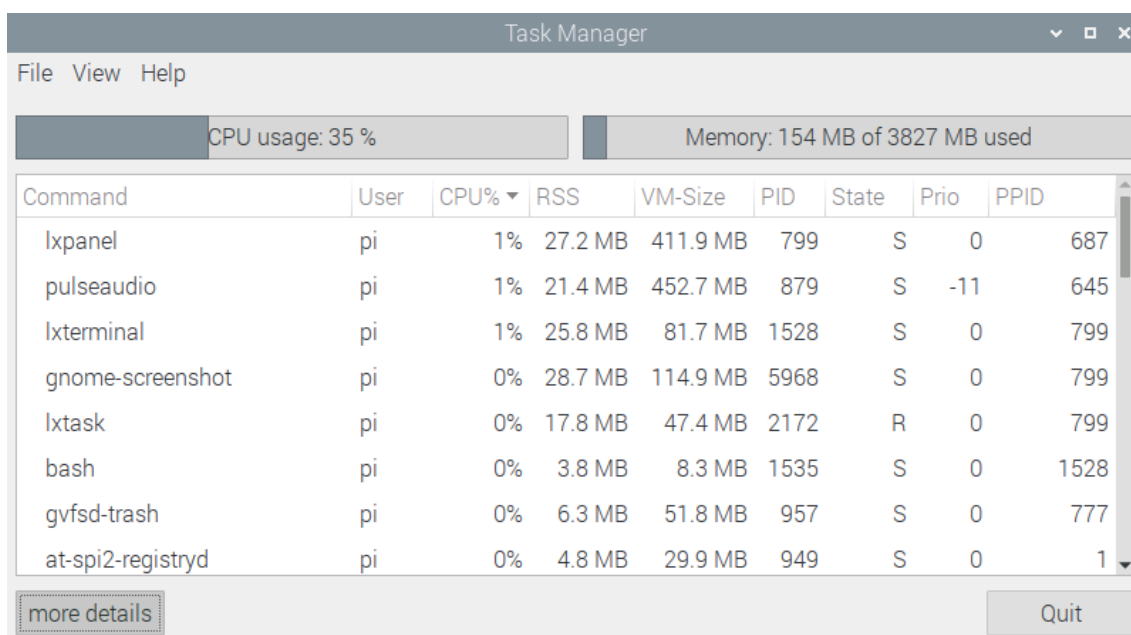 Task Manager
File View Help
CPU usage: 35 % Memory: 154 MB of 3827 MB used
Command User CPU% RSS VM-Size PID State Prio PPID
lxpanel pi 1% 27.2 MB 411.9 MB 799 S 0 687
pulseaudio pi 1% 21.4 MB 452.7 MB 879 S -11 645
lxterminal pi 1% 25.8 MB 81.7 MB 1528 S 0 799
gnome-screenshot pi 0% 28.7 MB 114.9 MB 5968 S 0 799
lxtask pi 0% 17.8 MB 47.4 MB 2172 R 0 799
bash pi 0% 3.8 MB 8.3 MB 1535 S 0 1528
gvfsd-trash pi 0% 6.3 MB 51.8 MB 957 S 0 777
at-spi2-registryd pi 0% 4.8 MB 29.9 MB 949 S 0 1
more details Quit